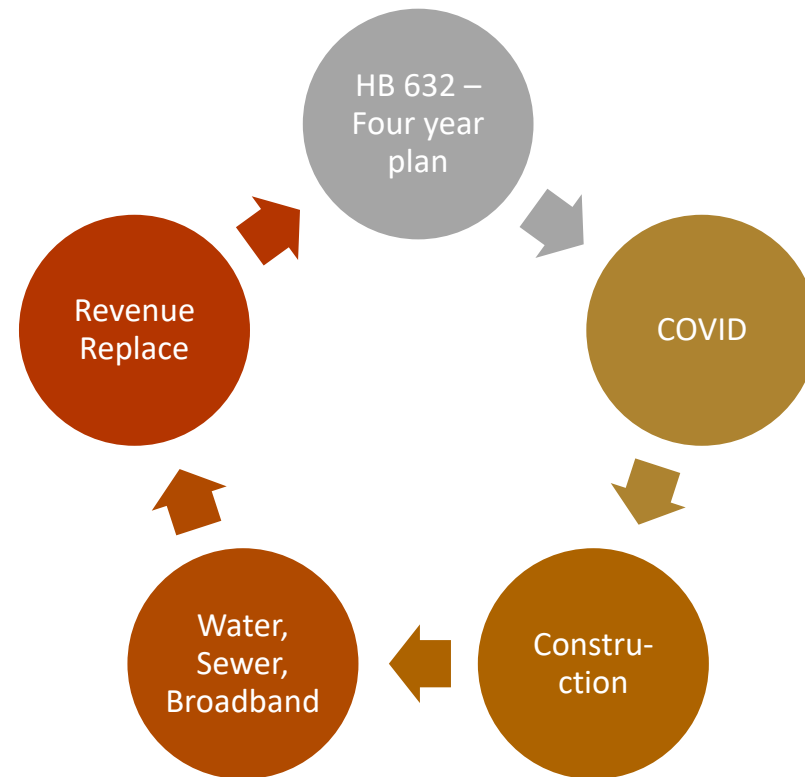 HB 632 –
Four year
plan
COVID
Constru-
ction
Water,
Sewer,
Broadband
Revenue
Replace